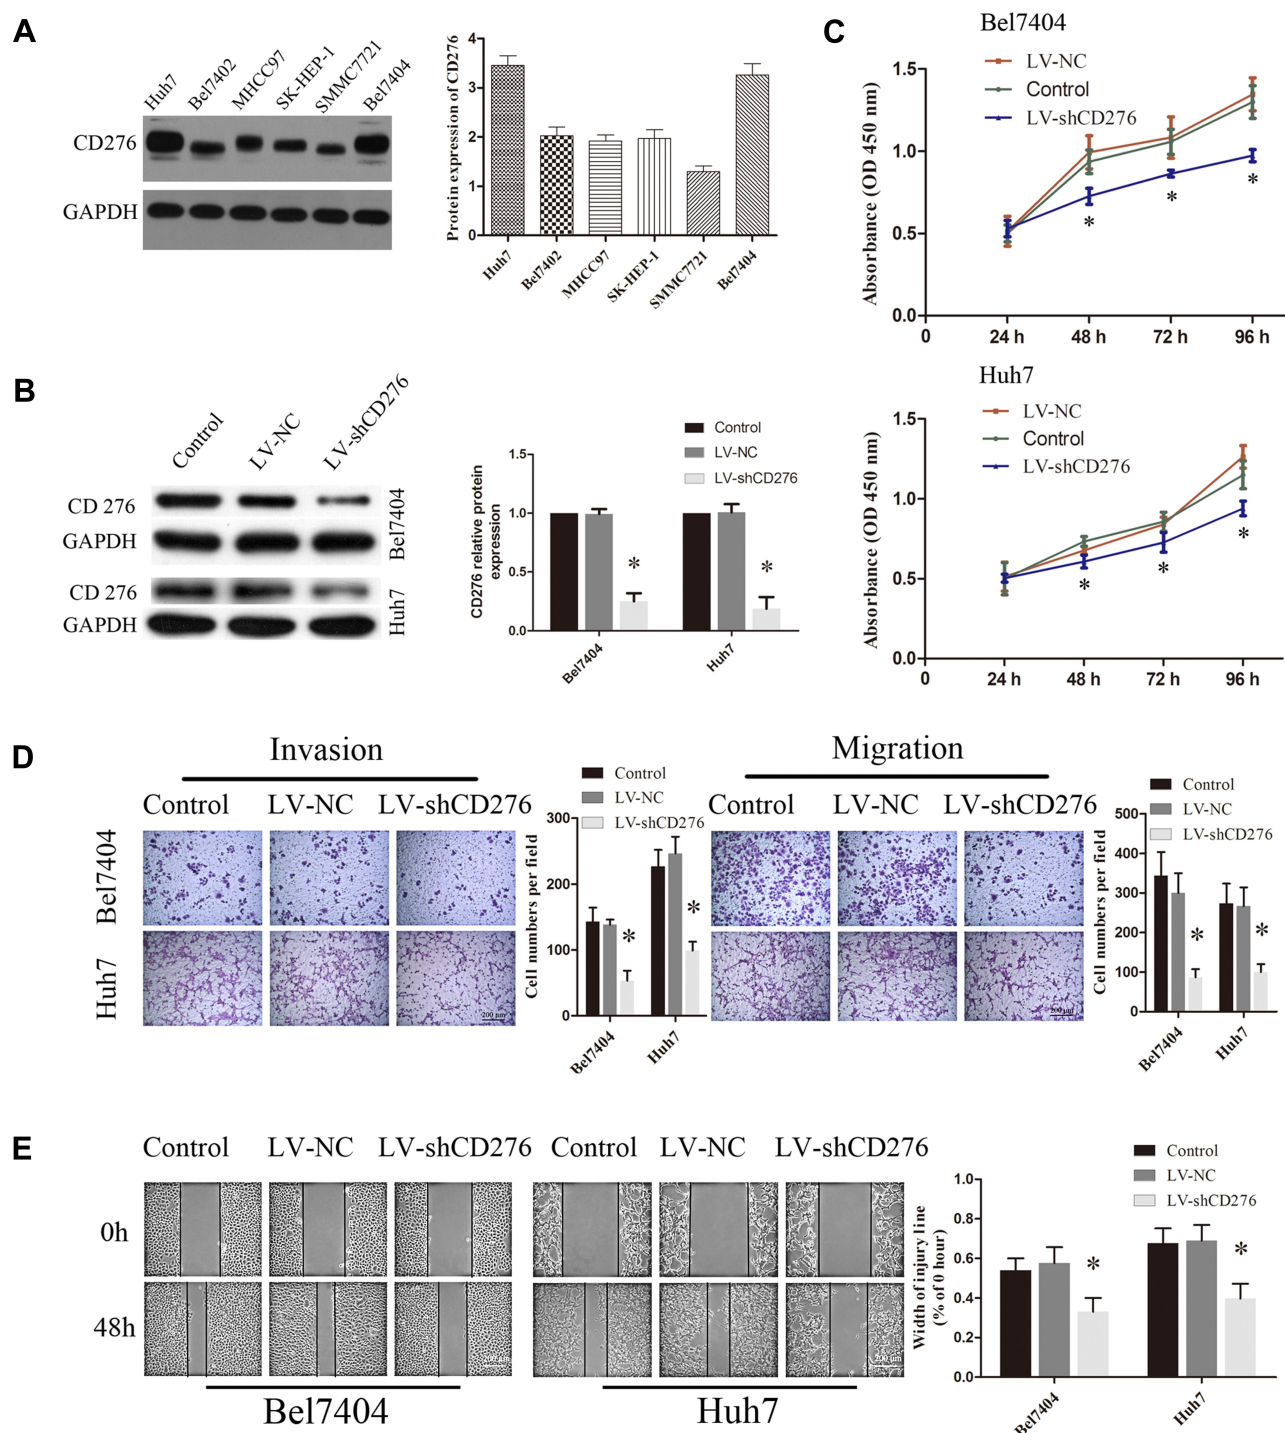 A
Huh7 Bel7402 MHCC97 SK-HEP-1 SMMC7721 Bel7404
CD276
GAPDH
Protein expression of CD276
4
3
2
1
0
Huh7 Bel7402 MHCC97 SK-HEP-1 SMMC7721 Bel7404
C
Bel7404
LV-NC
Control
LV-shCD276
Absorbance (OD 450 nm)
1.5
1.0
0.5
0.0
0 24 h 48 h 72 h 96 h
* * *
Huh7
LV-NC
Control
LV-shCD276
Absorbance (OD 450 nm)
1.5
1.0
0.5
0.0
0 24 h 48 h 72 h 96 h
* * *
B
Control LV-NC LV-shCD276
CD 276
GAPDH
Bel7404
CD 276
GAPDH
Huh7
Control
LV-NC
LV-shCD276
CD276 relative protein
expression
1.5
1.0
0.5
0.0
* *
Bel7404 Huh7
D
Invasion
Control LV-NC LV-shCD276
Bel7404
Huh7
200 μm
Control
LV-NC
LV-shCD276
Cell numbers per field
300
200
100
0
* *
Bel7404 Huh7
Migration
Control LV-NC LV-shCD276
200 μm
Control
LV-NC
LV-shCD276
Cell numbers per field
500
400
300
200
100
0
* *
Bel7404 Huh7
E
Control LV-NC LV-shCD276 Control LV-NC LV-shCD276
0h
48h
200 μm 200 μm
Bel7404 Huh7
Control
LV-NC
LV-shCD276
Width of injury line
(% of 0 hour)
1.0
0.8
0.6
0.4
0.2
0.0
* *
Bel7404 Huh7